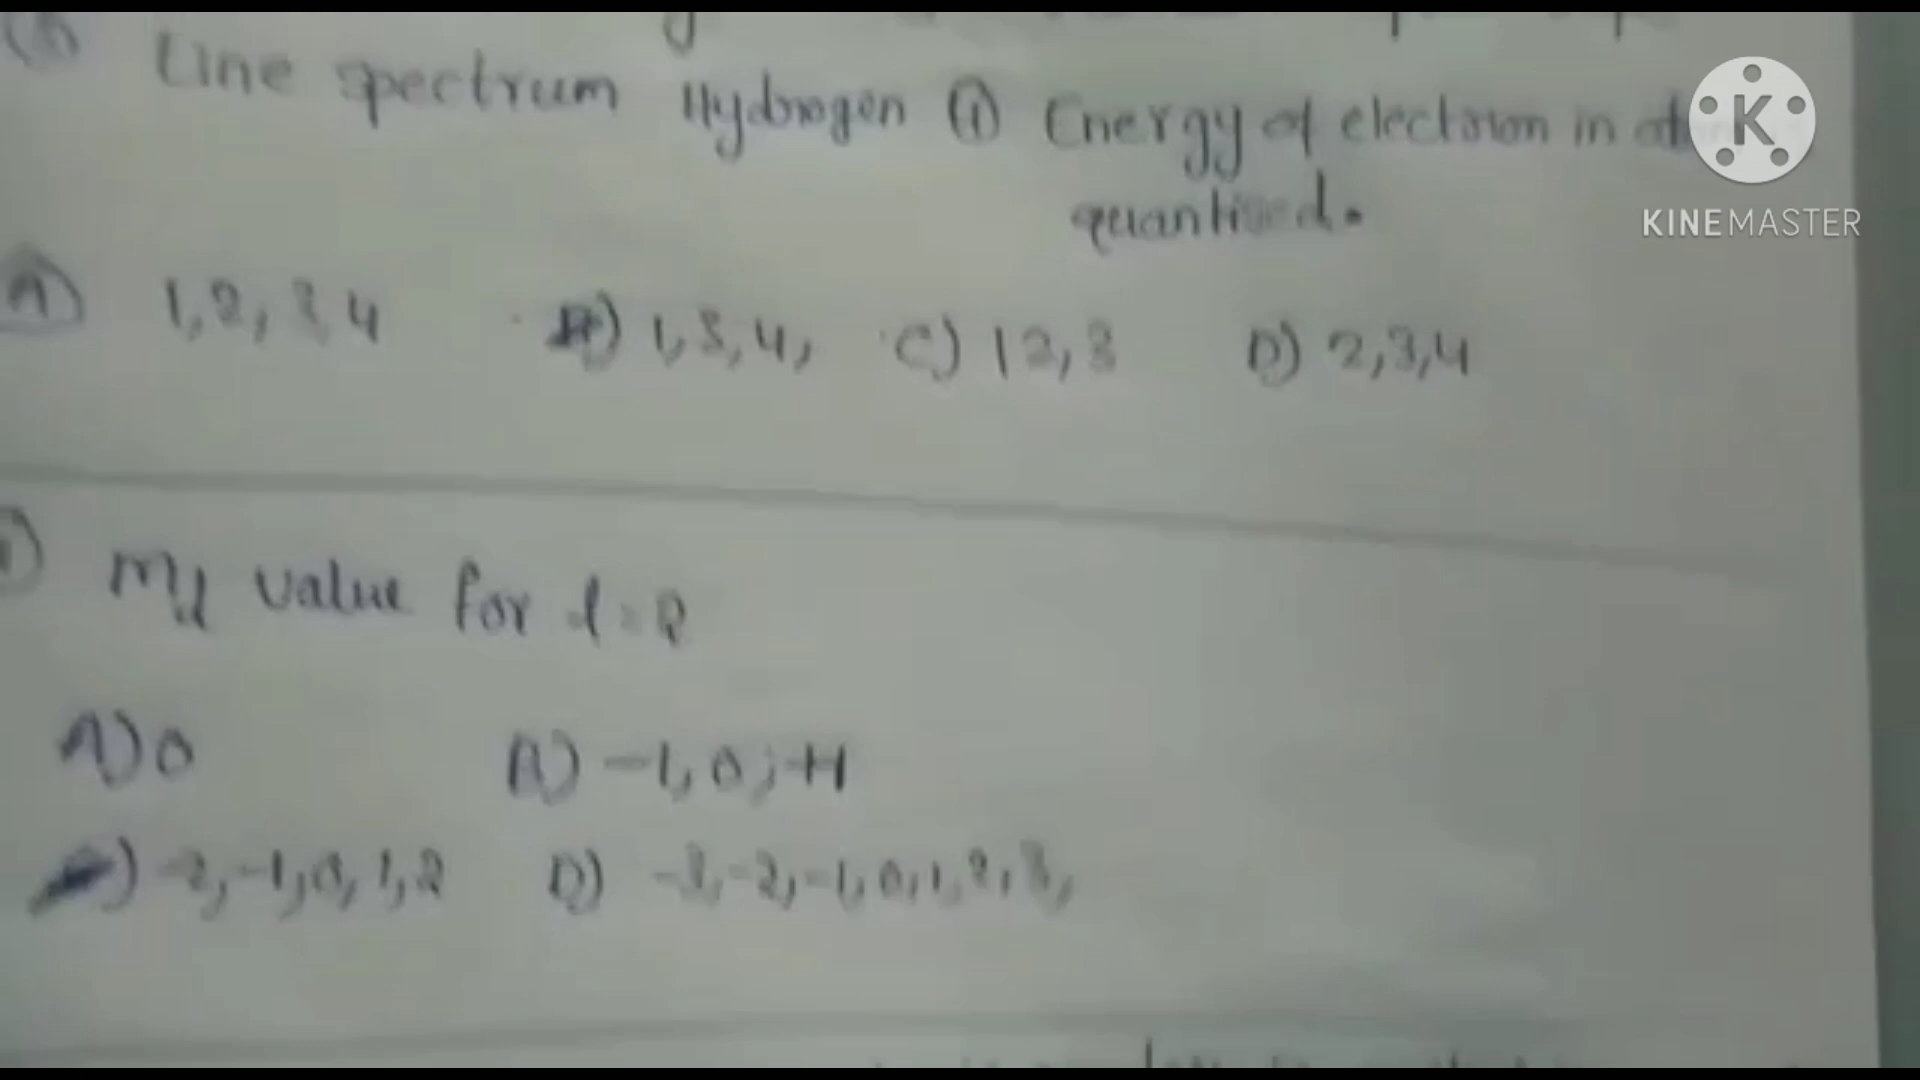 Line spectrum Hydrogen ④ Energy of electron in
quantised.
A) 1,2,3,4 B) 1,3,4, C) 1 2,3 D) 2,3,4
KINEMASTER
ml value for l=2
A) 0 B) -1,0,+1
C) -2,-1,0,1,2 D) -3,-2,-1,0,1,2,3,